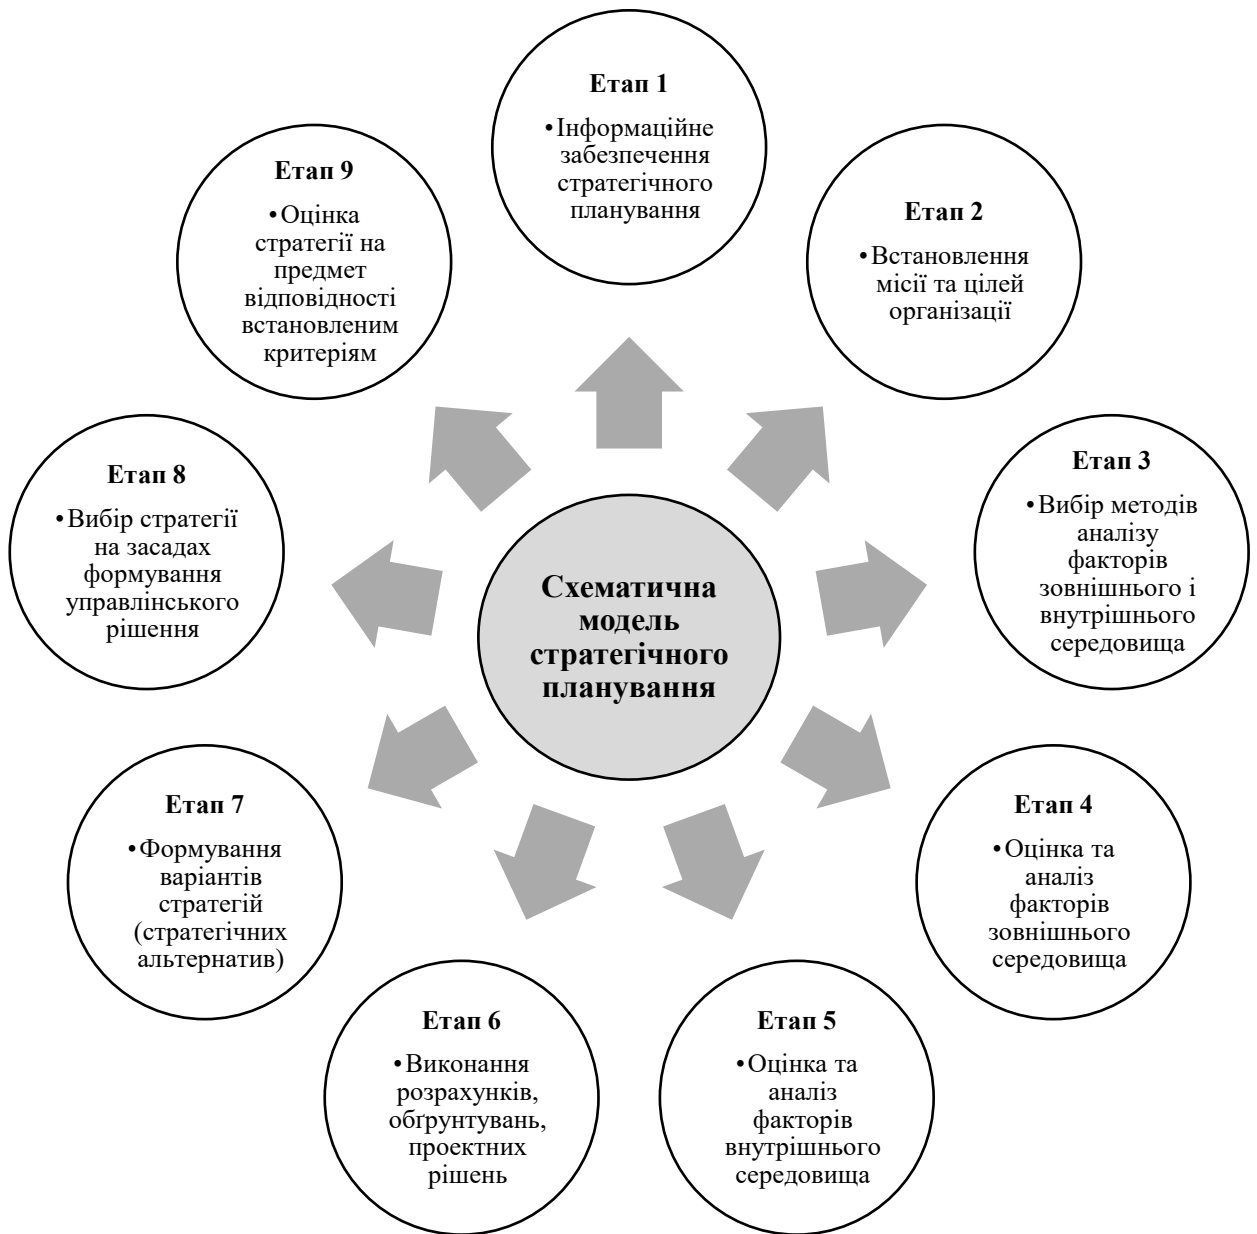 Етап 1
•Інформаційне
забезпечення
стратегічного
планування
Етап 2
•Встановлення
місії та цілей
організації
Етап 3
•Вибір методів
аналізу
факторів
зовнішнього і
внутрішнього
середовища
Етап 4
•Оцінка та
аналіз
факторів
зовнішнього
середовища
Етап 5
•Оцінка та
аналіз
факторів
внутрішнього
середовища
Етап 6
•Виконання
розрахунків,
обґрунтувань,
проектних
рішень
Етап 7
•Формування
варіантів
стратегій
(стратегічних
альтернатив)
Етап 8
•Вибір стратегії
на засадах
формування
управлінського
рішення
Етап 9
•Оцінка
стратегії на
предмет
відповідності
встановленим
критеріям
Схематична
модель
стратегічного
планування